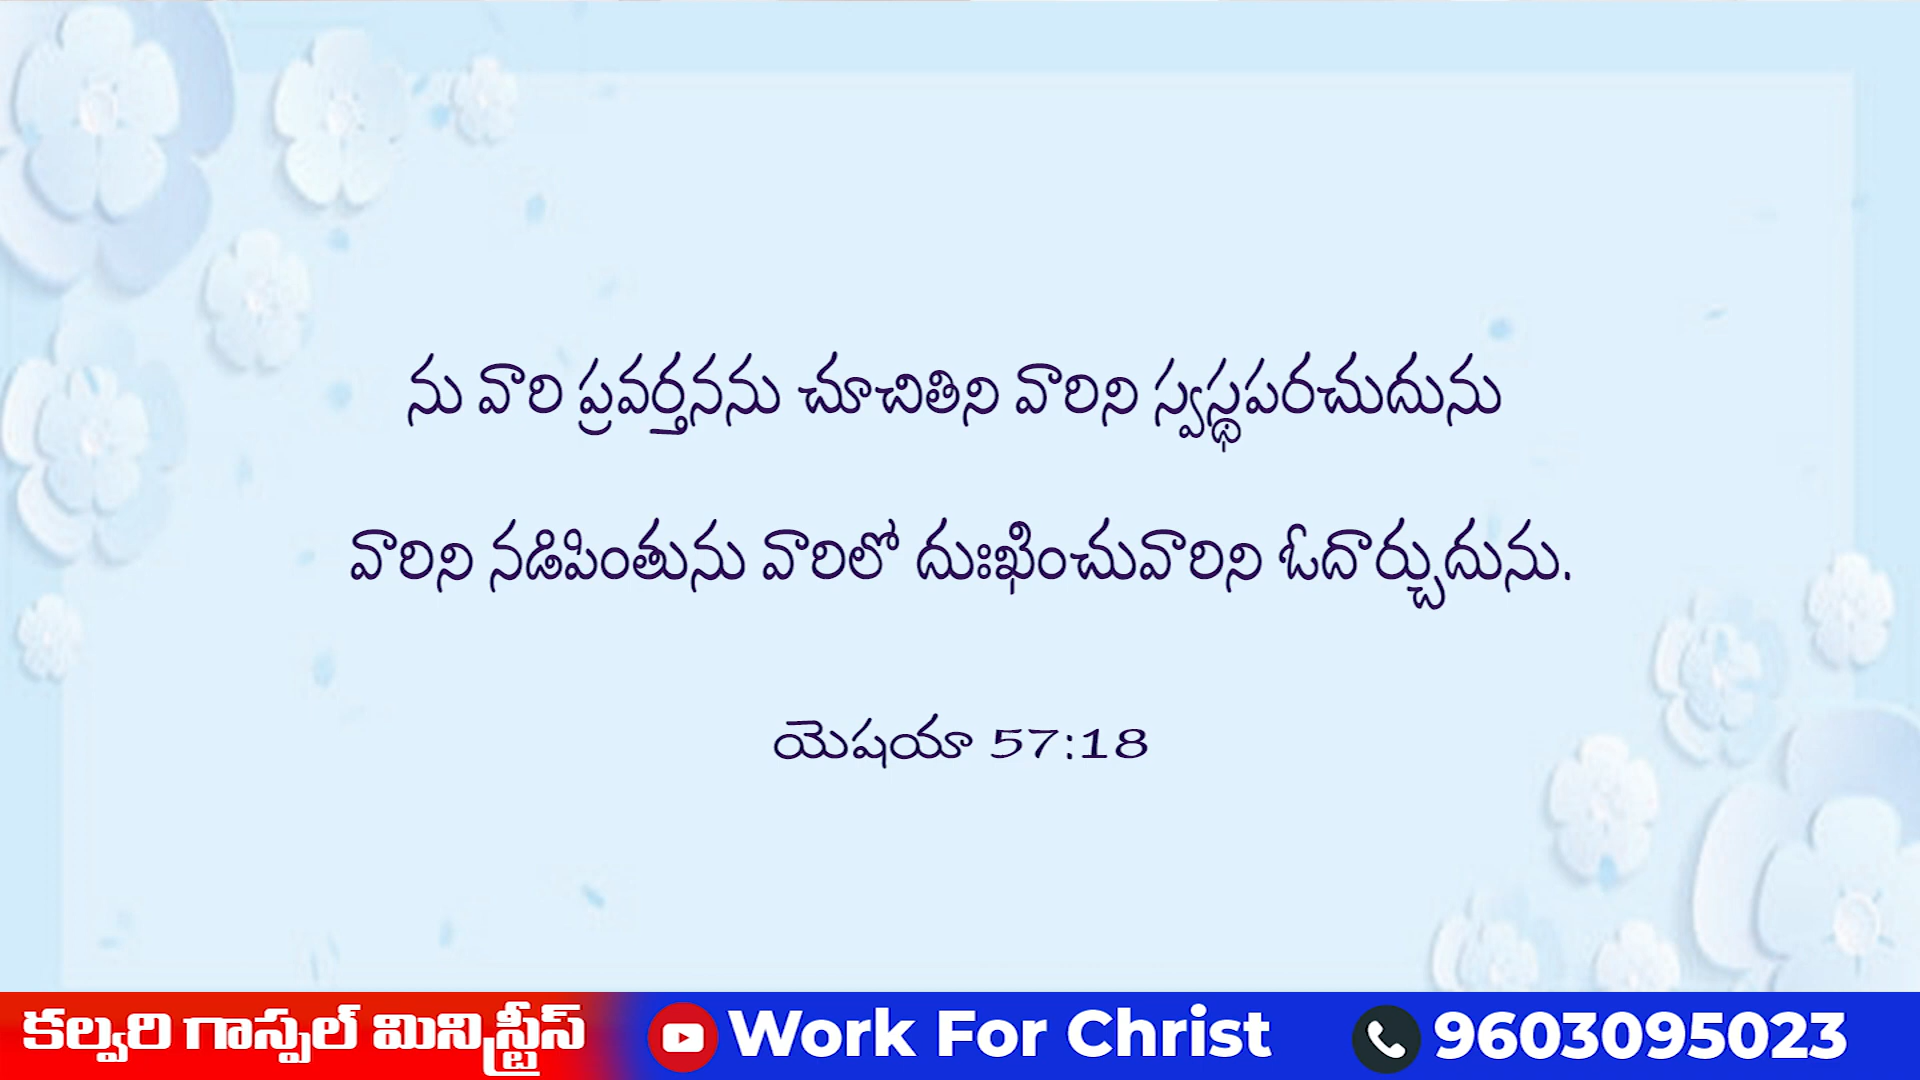 ను వారి ప్రవర్తనను చూచితిని వారిని స్వస్థపరచుదును
వారిని నడిపింతును వారిలో దుఃఖించువారిని ఓదార్చుదును.
యెషయా 57:18
కల్వరి గాస్పల్ మినిస్ట్రీస్ Work For Christ 9603095023